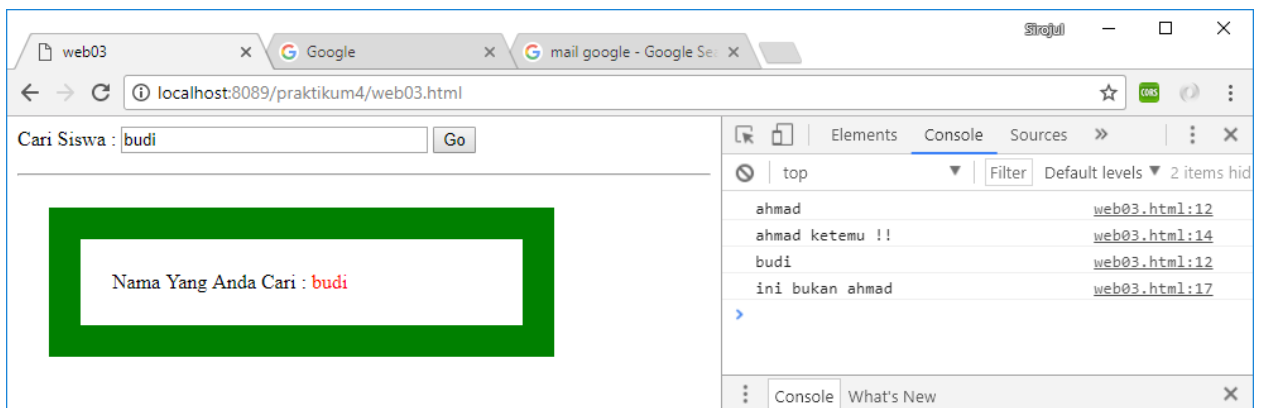 Sirojul
web03
Google
mail google - Google Sea
localhost:8089/praktikum4/web03.html
CORS
Cari Siswa : budi Go
Nama Yang Anda Cari : budi
Elements Console Sources »
top ▼ Filter Default levels ▼ 2 items hid
ahmad web03.html:12
ahmad ketemu !! web03.html:14
budi web03.html:12
ini bukan ahmad web03.html:17
>
Console What's New